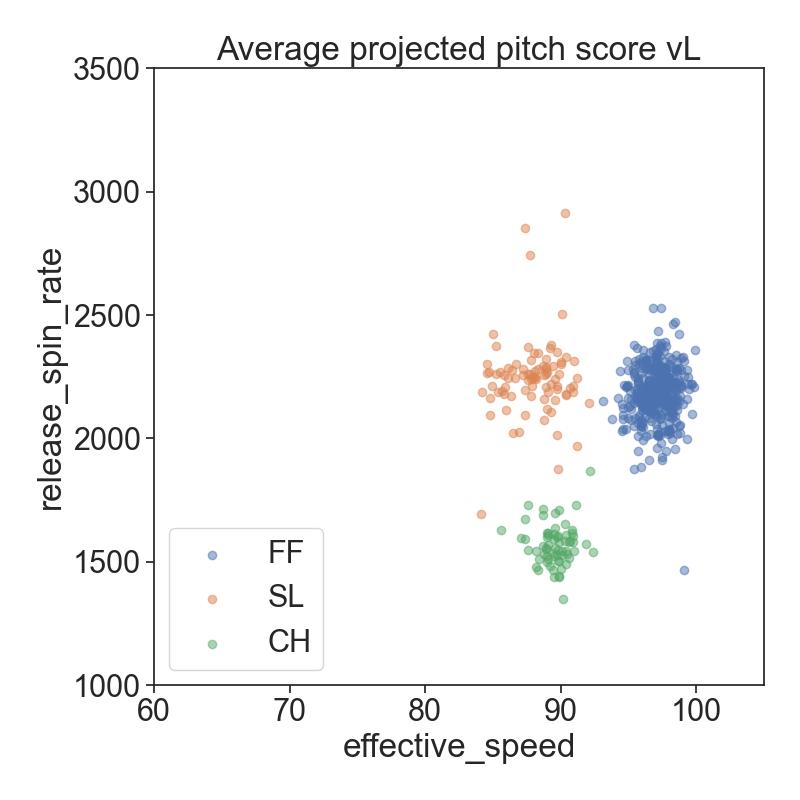 Average projected pitch score vL
3500
3000
2500
2000
1500
1000
release_spin_rate
FF
SL
CH
60
70
80
90
100
effective_speed